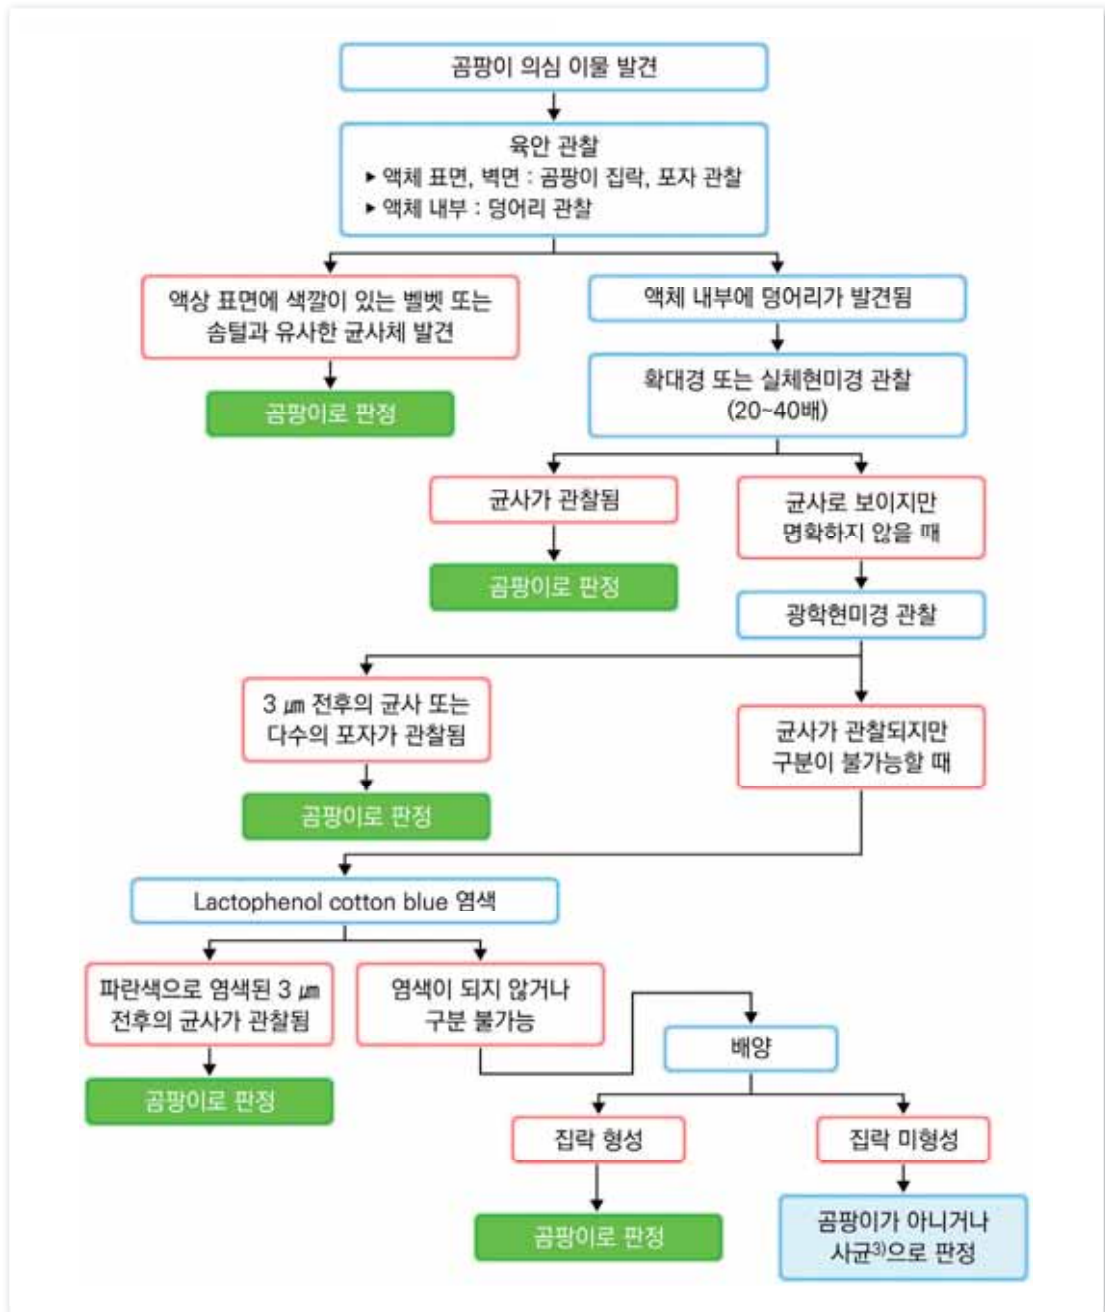 곰팡이 의심 이물 발견
육안 관찰
▶ 액체 표면, 벽면 : 곰팡이 집락, 포자 관찰
▶ 액체 내부 : 덩어리 관찰
액상 표면에 색깔이 있는 벨벳 또는
솜털과 유사한 균사체 발견
액체 내부에 덩어리가 발견됨
곰팡이로 판정
확대경 또는 실체현미경 관찰
(20~40배)
균사가 관찰됨
균사로 보이지만
명확하지 않을 때
곰팡이로 판정
광학현미경 관찰
3 ㎛ 전후의 균사 또는
다수의 포자가 관찰됨
균사가 관찰되지만
구분이 불가능할 때
곰팡이로 판정
Lactophenol cotton blue 염색
파란색으로 염색된 3 ㎛
전후의 균사가 관찰됨
염색이 되지 않거나
구분 불가능
배양
곰팡이로 판정
집락 형성
집락 미형성
곰팡이로 판정
곰팡이가 아니거나
사균3)으로 판정